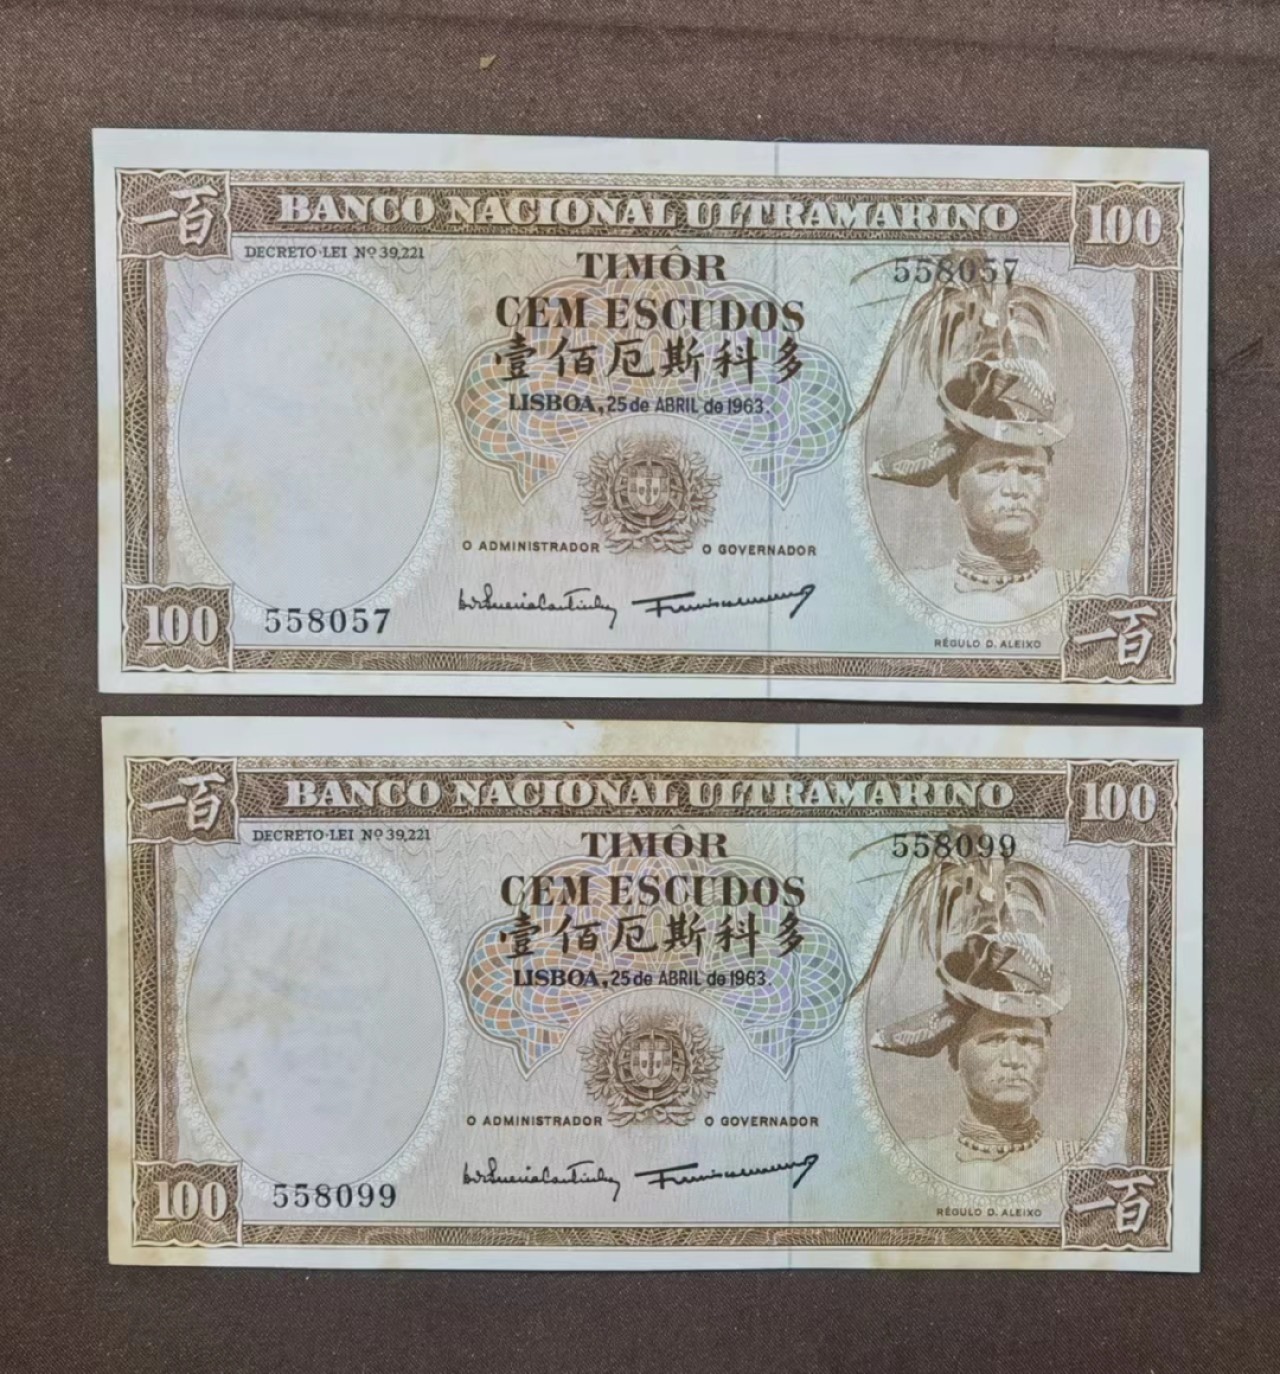 一百 BANCO NACIONAL ULTRAMARINO 100
DECRETO-LEI Nº 39,221
TIMÔR 558057
CEM ESCUDOS
壹佰厄斯科多
LISBOA, 25 de ABRIL de 1963.
O ADMINISTRADOR O GOVERNADOR
100 558057 RÉGULO D. ALEIXO 一百
一百 BANCO NACIONAL ULTRAMARINO 100
DECRETO-LEI Nº 39,221
TIMÔR 558099
CEM ESCUDOS
壹佰厄斯科多
LISBOA, 25 de ABRIL de 1963.
O ADMINISTRADOR O GOVERNADOR
100 558099 RÉGULO D. ALEIXO 一百